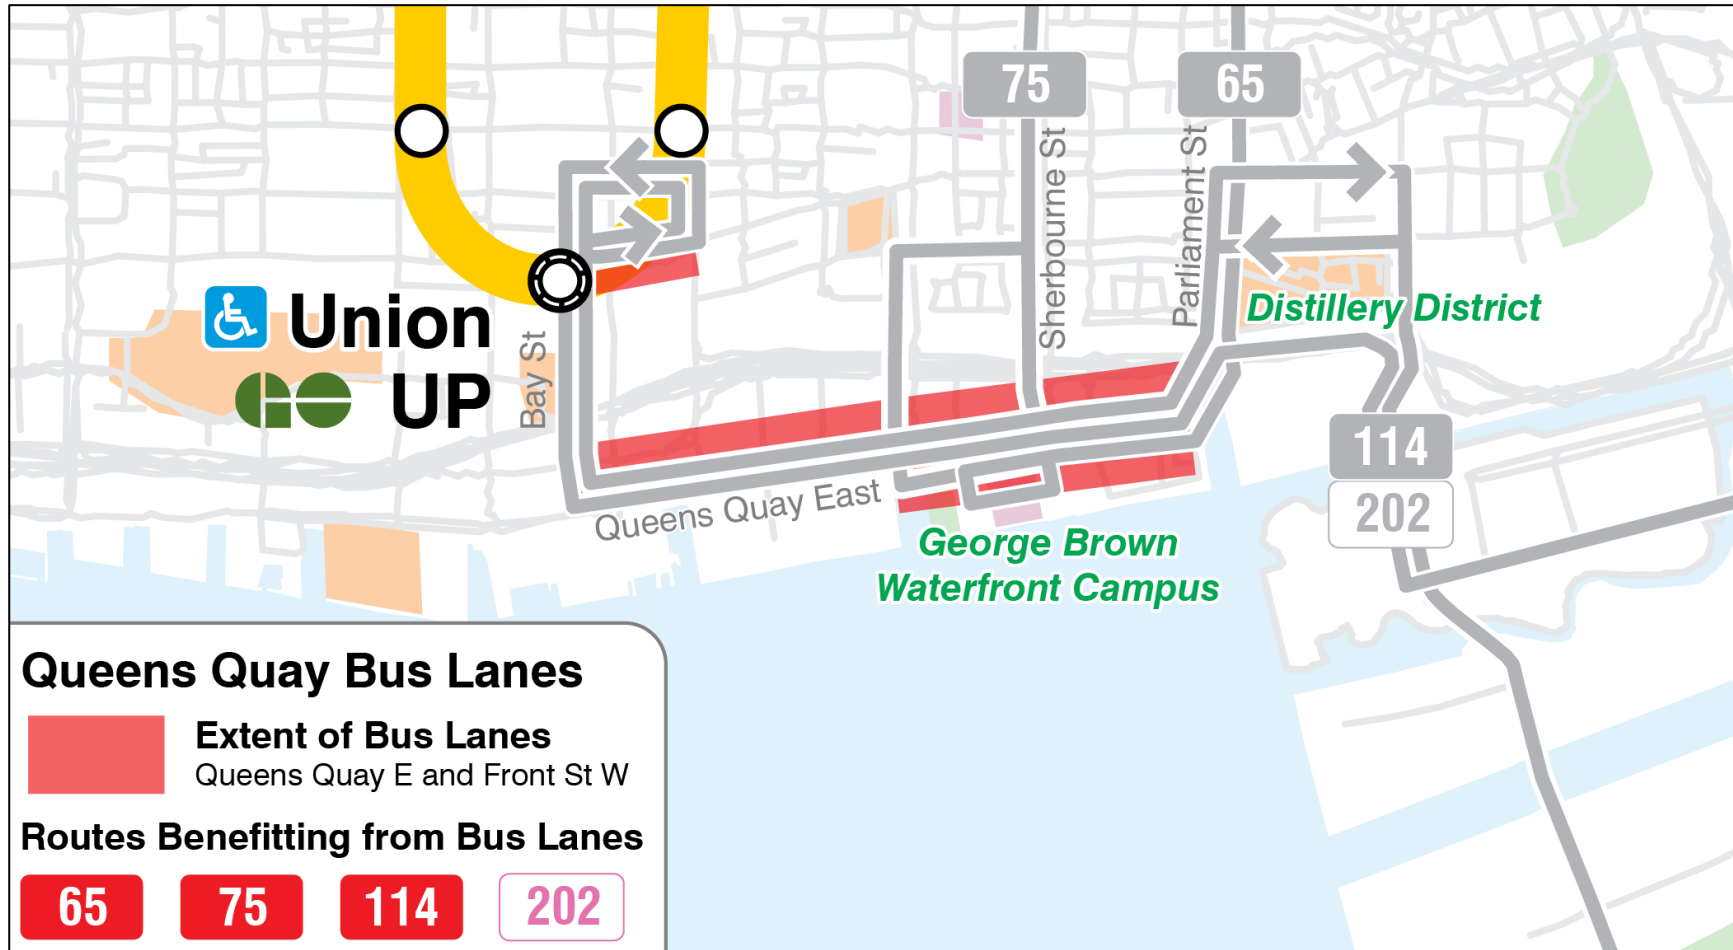 75
65
Sherbourne St
Parliament St
Distillery District
Union
UP
Bay St
114
202
Queens Quay East
George Brown
Waterfront Campus
Queens Quay Bus Lanes
Extent of Bus Lanes
Queens Quay E and Front St W
Routes Benefitting from Bus Lanes
65
75
114
202